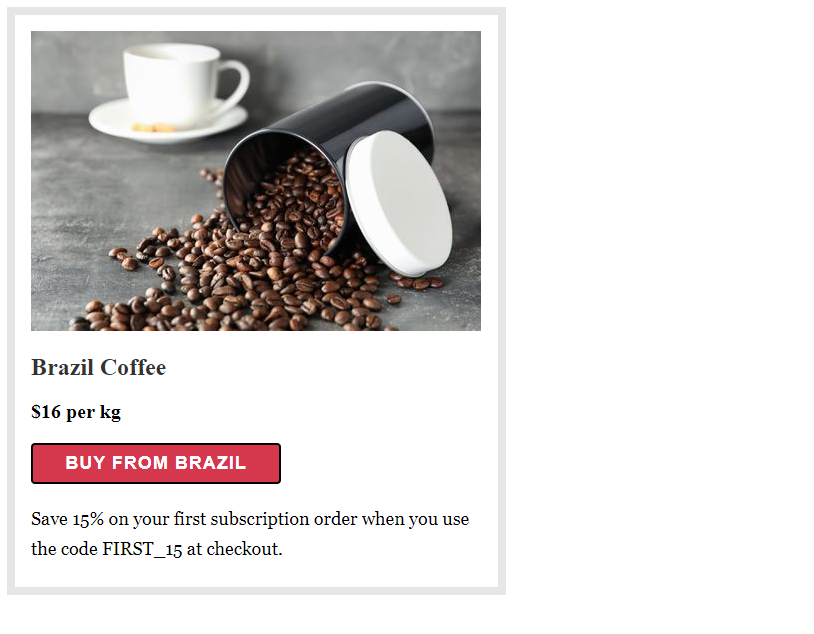 Brazil Coffee
$16 per kg
BUY FROM BRAZIL
Save 15% on your first subscription order when you use
the code FIRST_15 at checkout.